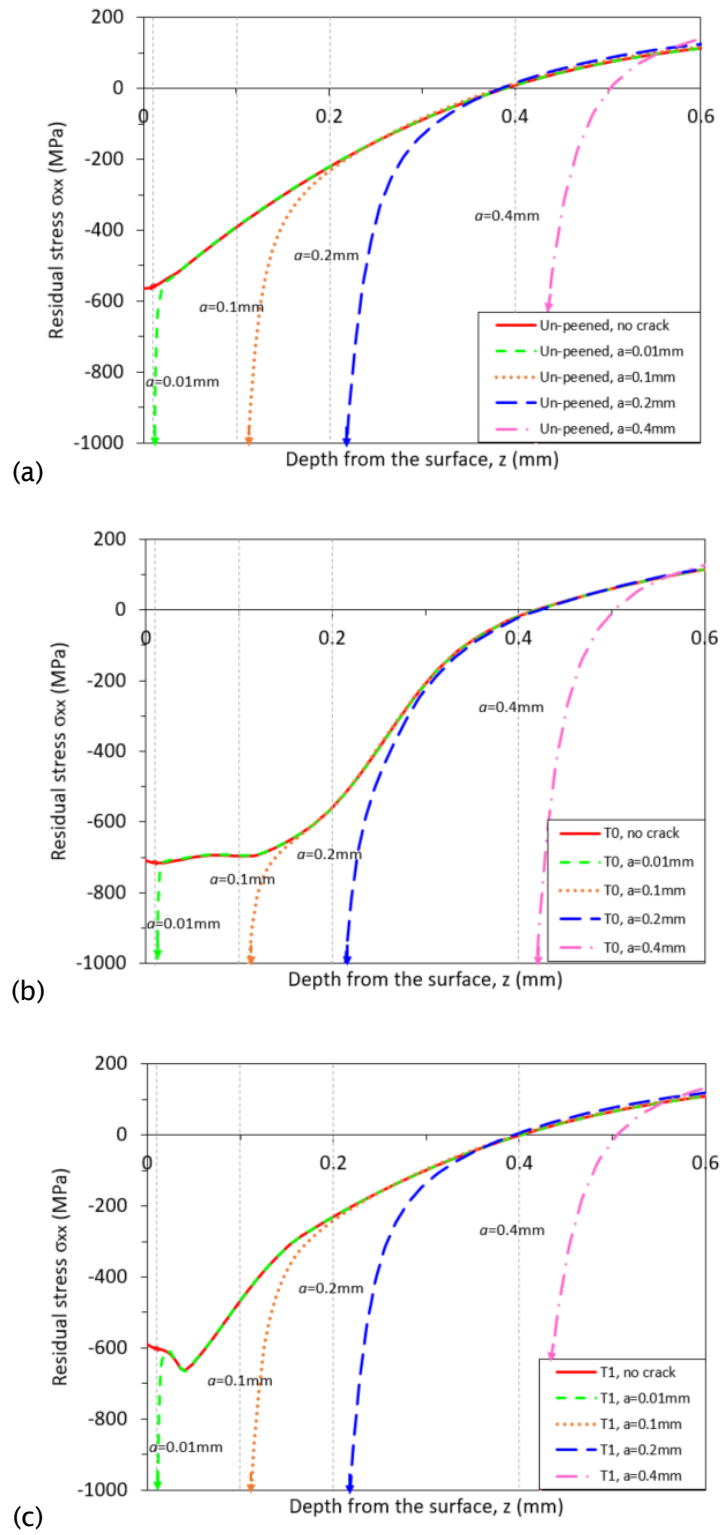 200
0
0
0.2
0.4
0.6
-200
-400
-600
-800
-1000
Residual stress σxx (MPa)
a=0.4mm
a=0.2mm
a=0.1mm
a=0.01mm
Un-peened, no crack
Un-peened, a=0.01mm
Un-peened, a=0.1mm
Un-peened, a=0.2mm
Un-peened, a=0.4mm
Depth from the surface, z (mm)
(a)
200
0
0
0.2
0.4
0.6
-200
-400
-600
-800
-1000
Residual stress σxx (MPa)
a=0.4mm
a=0.2mm
a=0.1mm
a=0.01mm
T0, no crack
T0, a=0.01mm
T0, a=0.1mm
T0, a=0.2mm
T0, a=0.4mm
Depth from the surface, z (mm)
(b)
200
0
0
0.2
0.4
0.6
-200
-400
-600
-800
-1000
Residual stress σxx (MPa)
a=0.4mm
a=0.2mm
a=0.1mm
a=0.01mm
T1, no crack
T1, a=0.01mm
T1, a=0.1mm
T1, a=0.2mm
T1, a=0.4mm
Depth from the surface, z (mm)
(c)